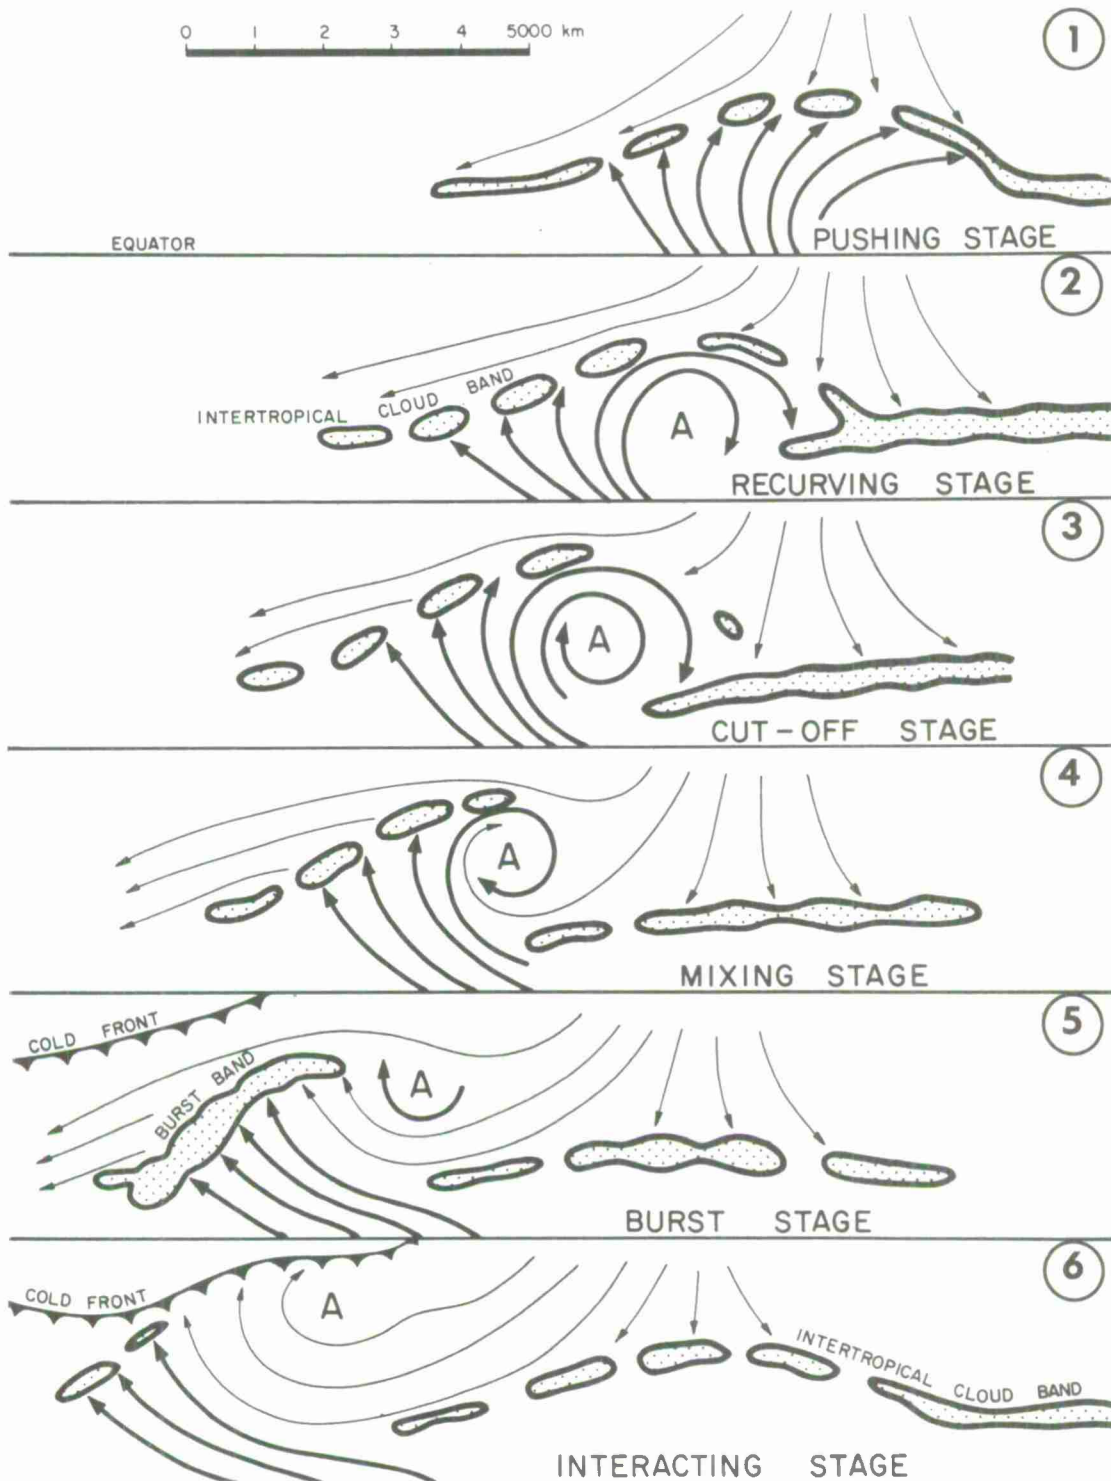 0 1 2 3 4 5000 km
1
EQUATOR
PUSHING STAGE
2
INTERTROPICAL CLOUD BAND
A
RECURVING STAGE
3
A
CUT-OFF STAGE
4
A
MIXING STAGE
5
COLD FRONT
BURST BAND
A
BURST STAGE
6
COLD FRONT
A
INTERTROPICAL CLOUD BAND
INTERACTING STAGE